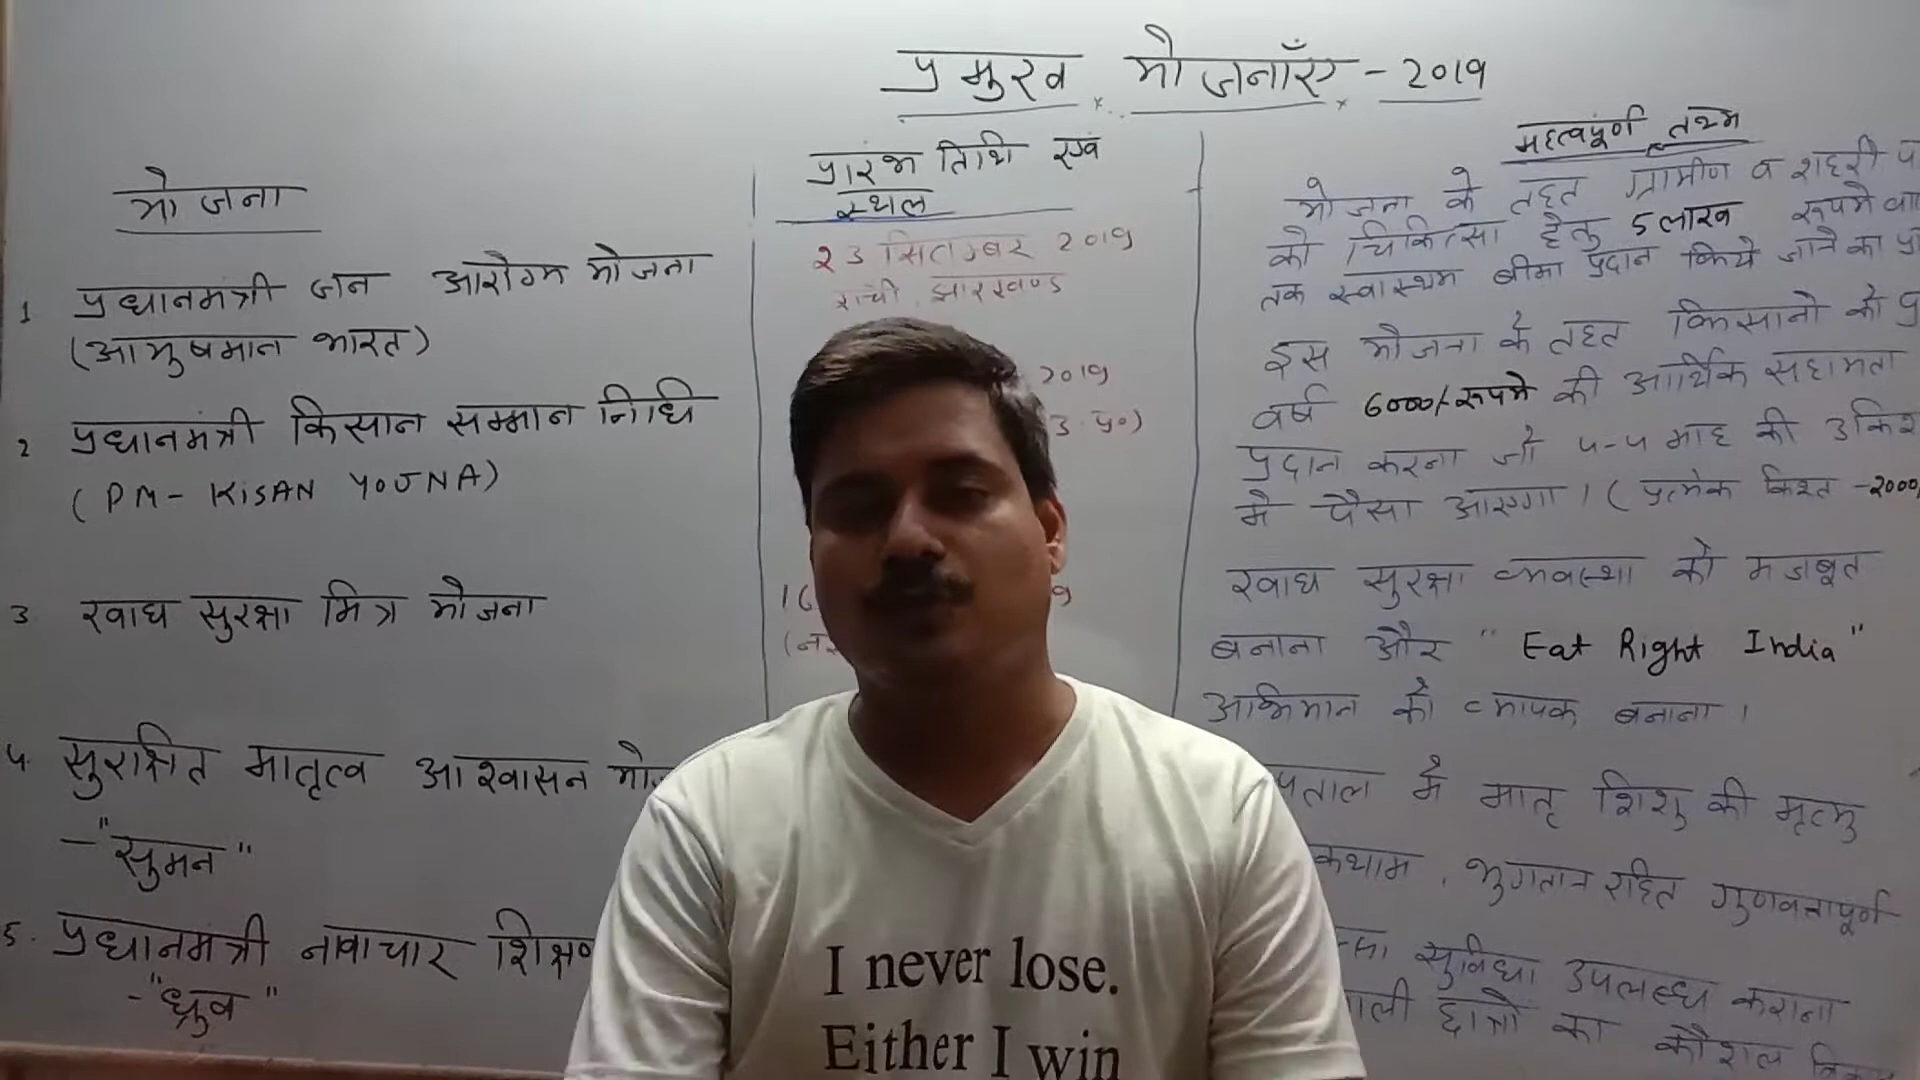 प्रमुख योजनाएँ - 2019
योजना
प्रारंभ तिथि एवं
स्थल
महत्वपूर्ण तथ्य
1 प्रधानमंत्री जन आरोग्य योजना
(आयुषमान भारत)
23 सितम्बर 2019
रांची, झारखण्ड
योजना के तहत ग्रामीण व शहरी
को चिकित्सा हेतु 5 लाख रूपये
तक स्वास्थय बीमा प्रदान किये जाने का
2 प्रधानमंत्री किसान सम्मान निधि
(PM- KISAN YOJNA)
2019
इस योजना के तहत किसानो को
वर्ष 6000/रूपये की आर्थिक सहायता
प्रदान करना जो 4-4 माह की 3
मे पैसा आएगा। (प्रत्येक किश्त -2000/
3 खाद्य सुरक्षा मित्र योजना
खाद्य सुरक्षा व्यवस्था को मजबूत
बनाना और "Eat Right India"
अभियान को व्यापक बनाना।
4. सुरक्षित मातृत्व आश्वासन
-"सुमन"
मे मातृ शिशु की मृत्यु
भुगतान रहित गुणवत्तापूर्ण
सुविधा उपलब्ध कराना
5. प्रधानमंत्री नावाचार
-"ध्रुव"
छात्रो का कौशल
I never lose.
Either I win